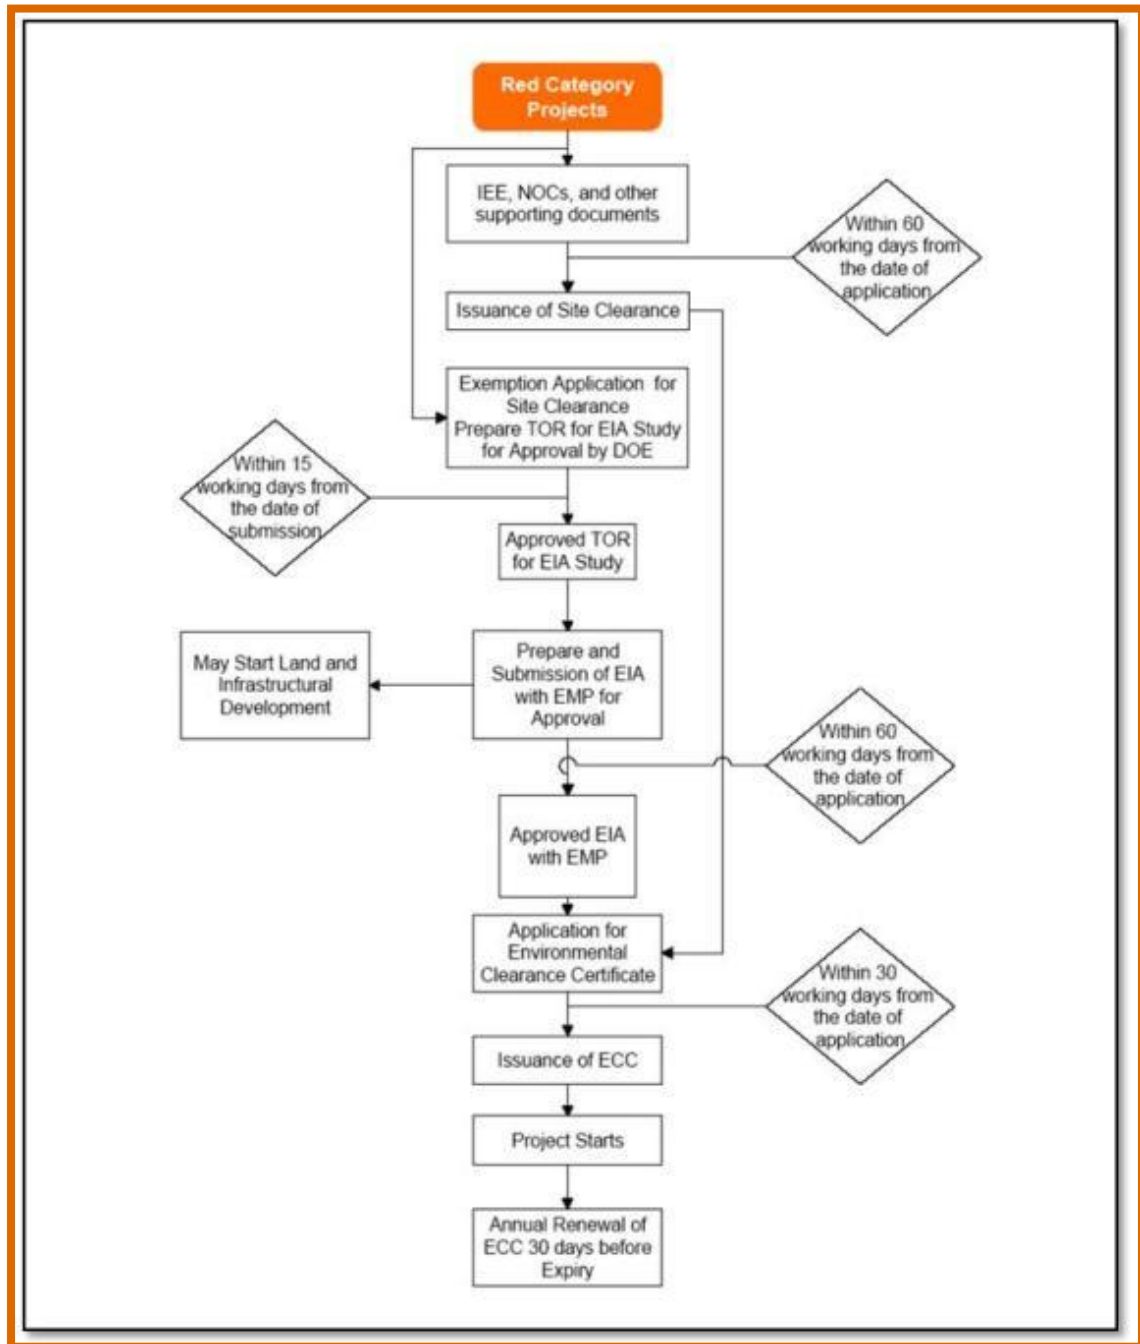 Red Category
Projects
IEE, NOCs, and other
supporting documents
Within 60
working days from
the date of
application
Issuance of Site Clearance
Exemption Application for
Site Clearance
Prepare TOR for EIA Study
for Approval by DOE
Within 15
working days from
the date of
submission
Approved TOR
for EIA Study
May Start Land and
Infrastructural
Development
Prepare and
Submission of EIA
with EMP for
Approval
Within 60
working days from
the date of
application
Approved EIA
with EMP
Application for
Environmental
Clearance Certificate
Within 30
working days from
the date of
application
Issuance of ECC
Project Starts
Annual Renewal of
ECC 30 days before
Expiry